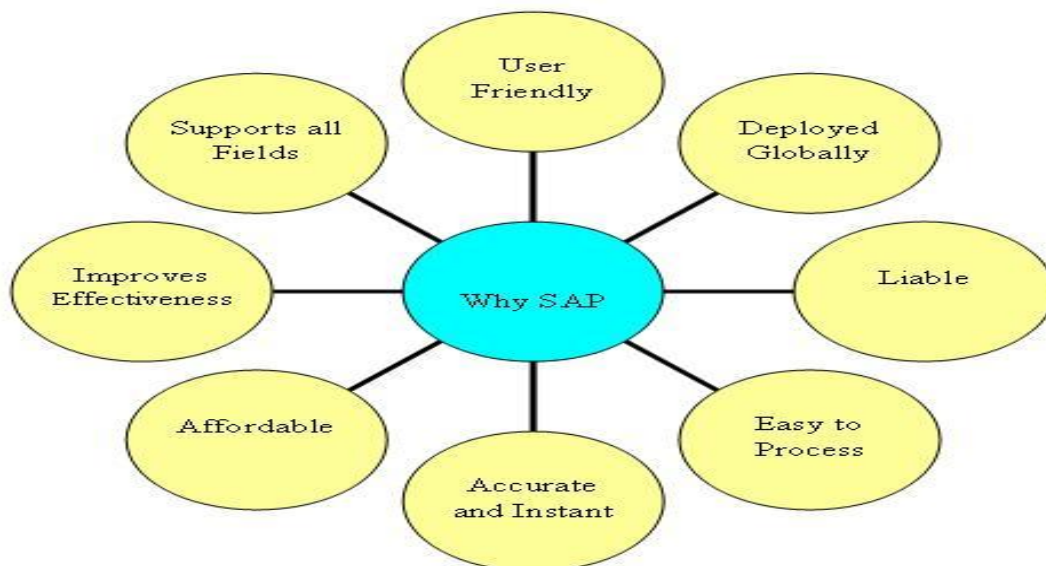 User
Friendly
Supports all
Fields
Deployed
Globally
Improves
Effectiveness
Why SAP
Liable
Affordable
Easy to
Process
Accurate
and Instant